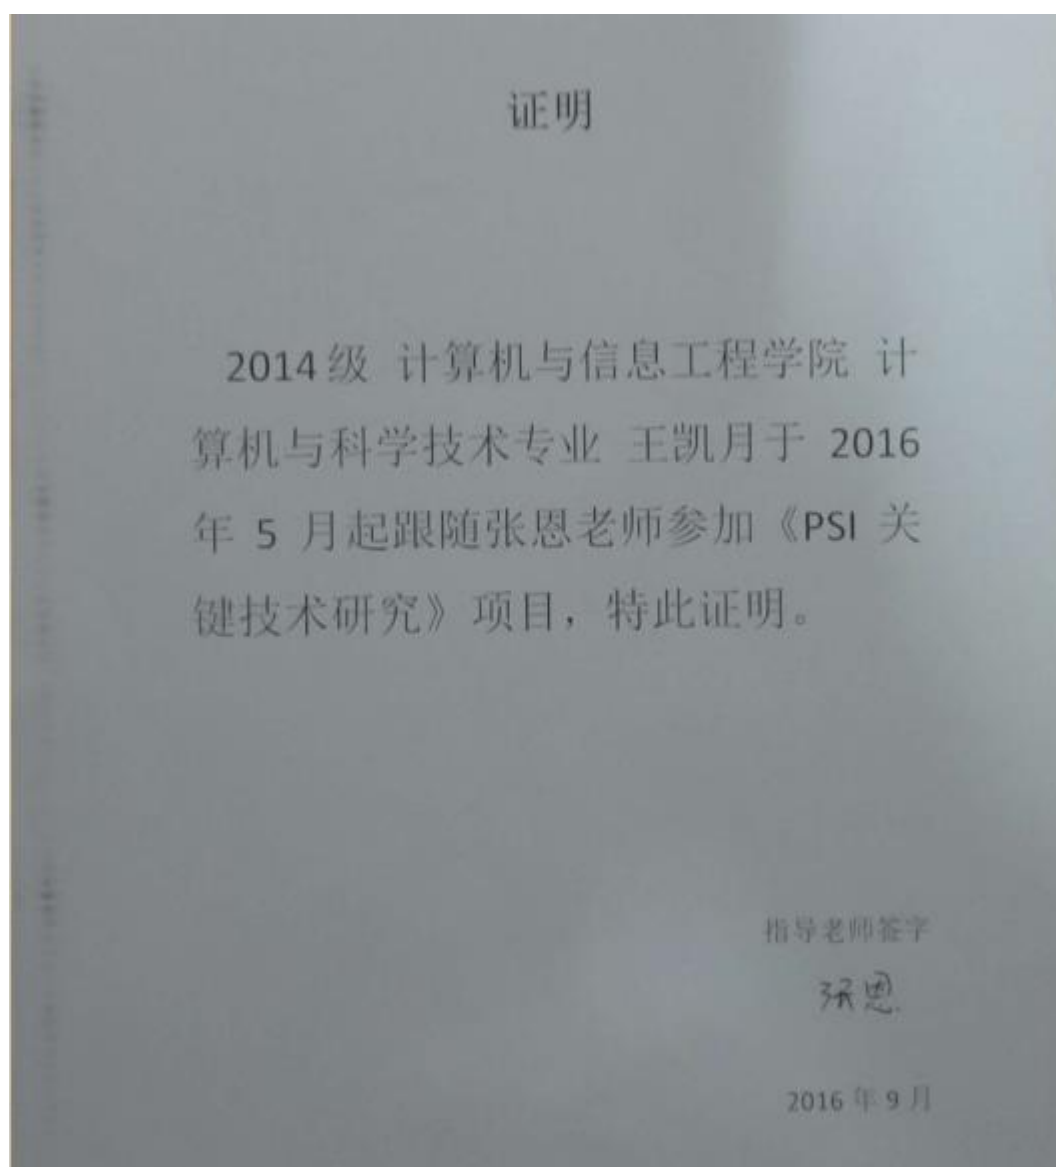 证明
2014级 计算机与信息工程学院 计
算机与科学技术专业 王凯月于 2016
年 5 月起跟随张恩老师参加《PSI 关
键技术研究》项目，特此证明。
指导老师签字
张恩
2016 年 9 月